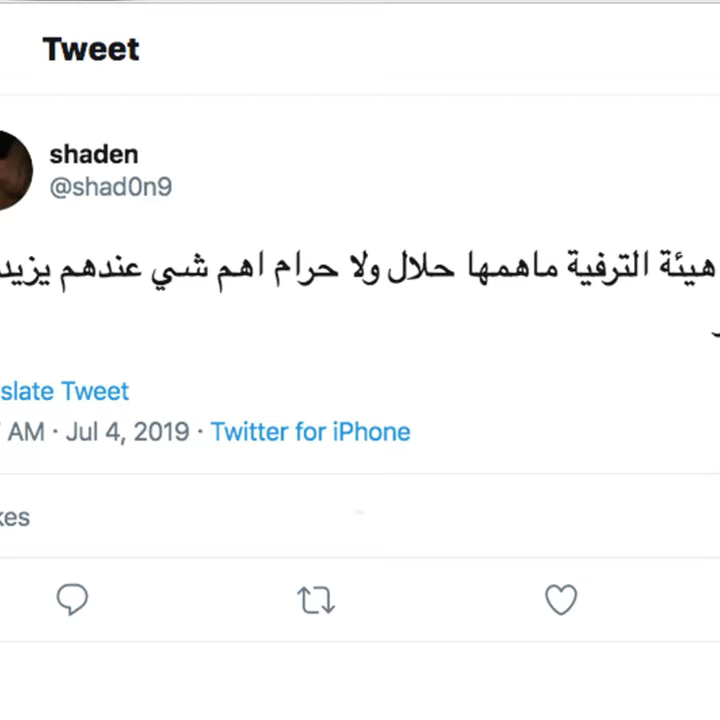 Tweet
shaden
@shad0n9
هيئة الترفية ماهمها حلال ولا حرام اهم شي عندهم يزيد
slate Tweet
AM · Jul 4, 2019 · Twitter for iPhone
kes